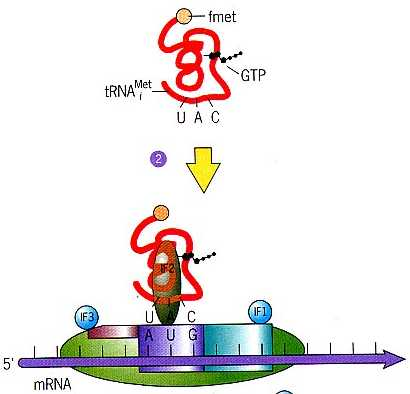 fmet
GTP
tRNA Met i
U A C
2
IF2
U C
IF3 IF1
A U G
5'
mRNA